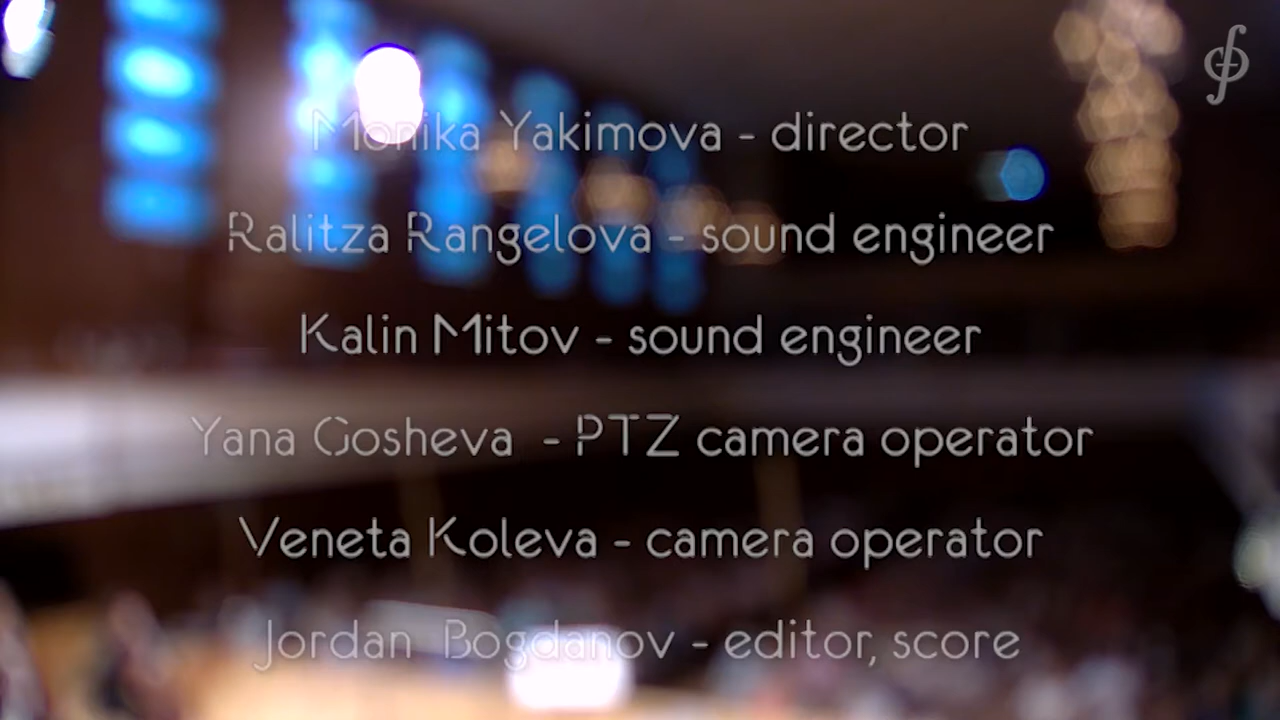 Monika Yakimova - director
Ralitza Rangelova - sound engineer
Kalin Mitov - sound engineer
Yana Gosheva - PTZ camera operator
Veneta Koleva - camera operator
Jordan Bogdanov - editor, score